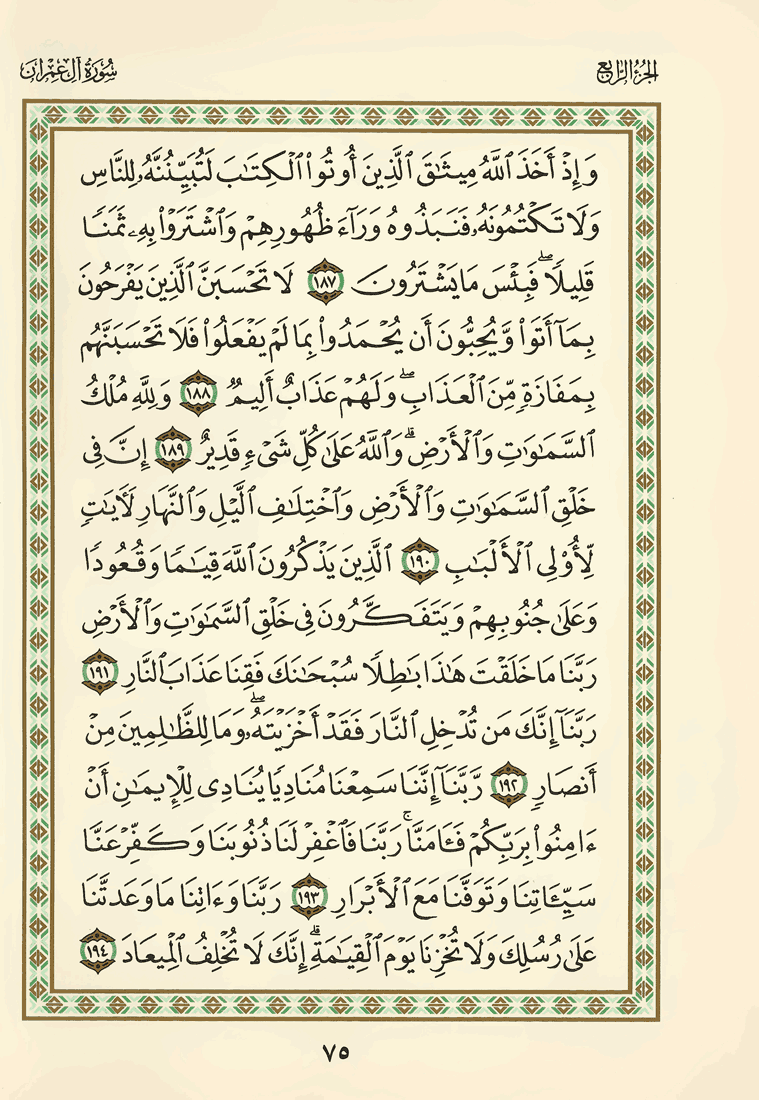 الجزء الرابع
سورة آل عمران
وَإِذْ أَخَذَ ٱللَّهُ مِيثَٰقَ ٱلَّذِينَ أُوتُوا۟ ٱلْكِتَٰبَ لَتُبَيِّنُنَّهُۥ لِلنَّاسِ
وَلَا تَكْتُمُونَهُۥ فَنَبَذُوهُ وَرَآءَ ظُهُورِهِمْ وَٱشْتَرَوْا۟ بِهِۦ ثَمَنًا
قَلِيلًا ۖ فَبِئْسَ مَا يَشْتَرُونَ ١٨٧ لَا تَحْسَبَنَّ ٱلَّذِينَ يَفْرَحُونَ
بِمَآ أَتَوا۟ وَّيُحِبُّونَ أَن يُحْمَدُوا۟ بِمَا لَمْ يَفْعَلُوا۟ فَلَا تَحْسَبَنَّهُم
بِمَفَازَةٍ مِّنَ ٱلْعَذَابِ ۖ وَلَهُمْ عَذَابٌ أَلِيمٌ ١٨٨ وَلِلَّهِ مُلْكُ
ٱلسَّمَٰوَٰتِ وَٱلْأَرْضِ ۗ وَٱللَّهُ عَلَىٰ كُلِّ شَىْءٍ قَدِيرٌ ١٨٩ إِنَّ فِى
خَلْقِ ٱلسَّمَٰوَٰتِ وَٱلْأَرْضِ وَٱخْتِلَٰفِ ٱلَّيْلِ وَٱلنَّهَارِ لَءَايَٰتٍ
لِّأُو۟لِى ٱلْأَلْبَٰبِ ١٩٠ ٱلَّذِينَ يَذْكُرُونَ ٱللَّهَ قِيَٰمًا وَقُعُودًا
وَعَلَىٰ جُنُوبِهِمْ وَيَتَفَكَّرُونَ فِى خَلْقِ ٱلسَّمَٰوَٰتِ وَٱلْأَرْضِ
رَبَّنَا مَا خَلَقْتَ هَٰذَا بَٰطِلًا سُبْحَٰنَكَ فَقِنَا عَذَابَ ٱلنَّارِ ١٩١
رَبَّنَآ إِنَّكَ مَن تُدْخِلِ ٱلنَّارَ فَقَدْ أَخْزَيْتَهُۥ ۖ وَمَا لِلظَّٰلِمِينَ مِنْ
أَنصَارٍ ١٩٢ رَّبَّنَآ إِنَّنَا سَمِعْنَا مُنَادِيًا يُنَادِى لِلْإِيمَٰنِ أَنْ
ءَامِنُوا۟ بِرَبِّكُمْ فَـَٔامَنَّا ۚ رَبَّنَا فَٱغْفِرْ لَنَا ذُنُوبَنَا وَكَفِّرْ عَنَّا
سَيِّـَٔاتِنَا وَتَوَفَّنَا مَعَ ٱلْأَبْرَارِ ١٩٣ رَبَّنَا وَءَاتِنَا مَا وَعَدتَّنَا
عَلَىٰ رُسُلِكَ وَلَا تُخْزِنَا يَوْمَ ٱلْقِيَٰمَةِ ۗ إِنَّكَ لَا تُخْلِفُ ٱلْمِيعَادَ ١٩٤
٧٥